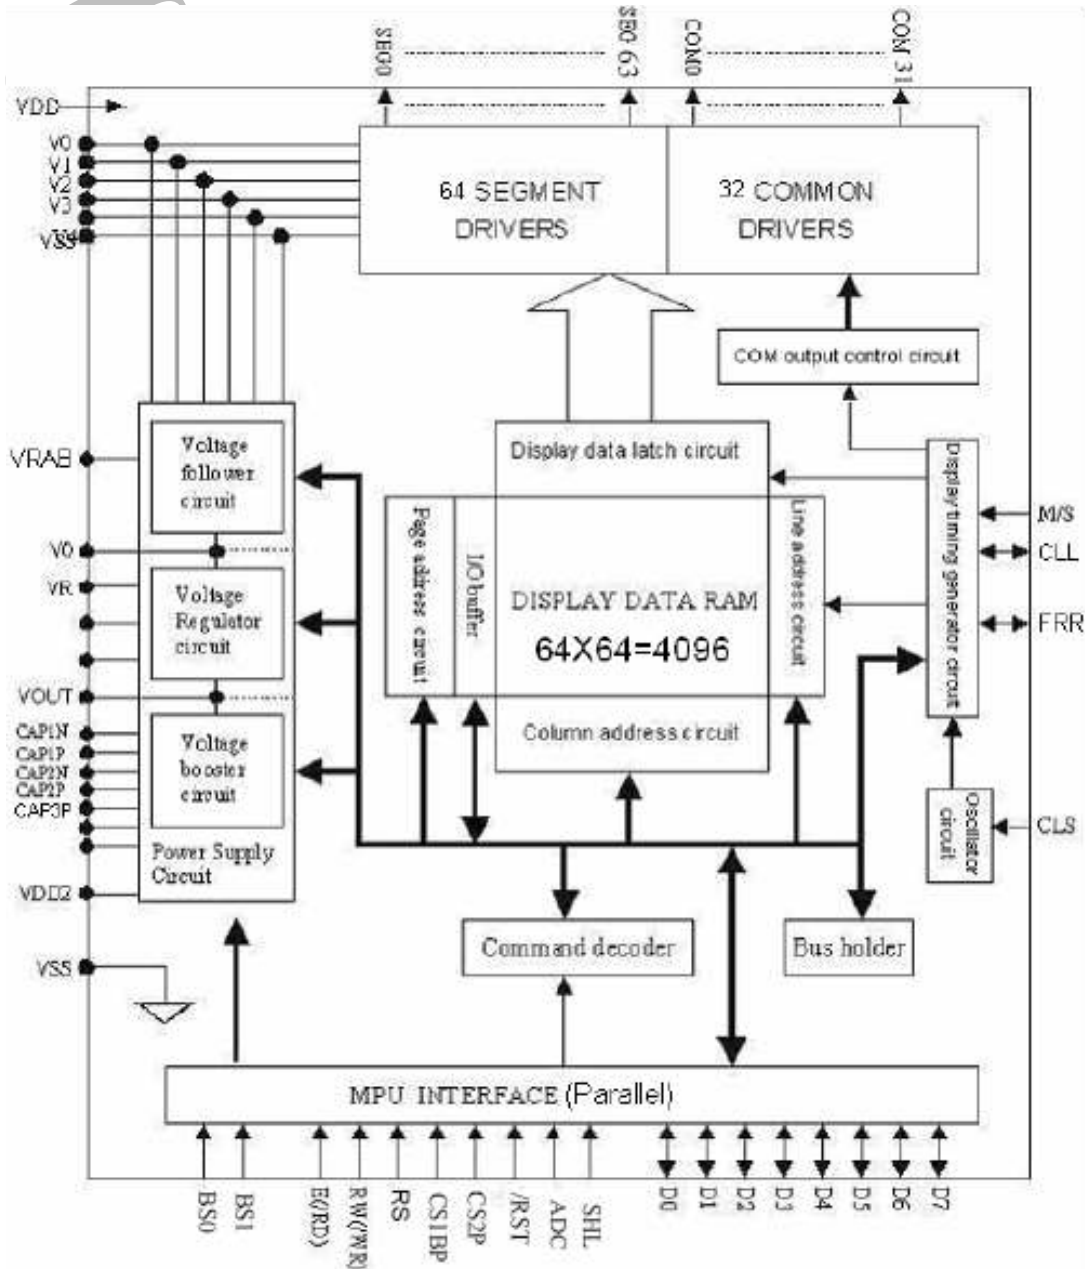 SEG0
SEG 63
COM0
COM 31
VDD
V0
V1
V2
V3
VSS
64 SEGMENT
DRIVERS
32 COMMON
DRIVERS
COM output control circuit
Voltage
follower
circuit
VRAB
Display data latch circuit
Display timing generator circuit
M/S
CLL
FRR
V0
VR
Voltage
Regulator
circuit
Page address circuit
I/O buffer
DISPLAY DATA RAM
64X64=4096
Line address circuit
VOUT
CAP1N
CAP1P
CAP2N
CAP2P
CAP3P
Voltage
booster
circuit
Column address circuit
Oscillator
circuit
CLS
Power Supply
Circuit
VDD2
Command decoder
Bus holder
VSS
MPU INTERFACE (Parallel)
BS0
BS1
E(/RD)
RW(/WR)
RS
CS1BP
CS2P
/RST
ADC
SHL
D0
D1
D2
D3
D4
D5
D6
D7